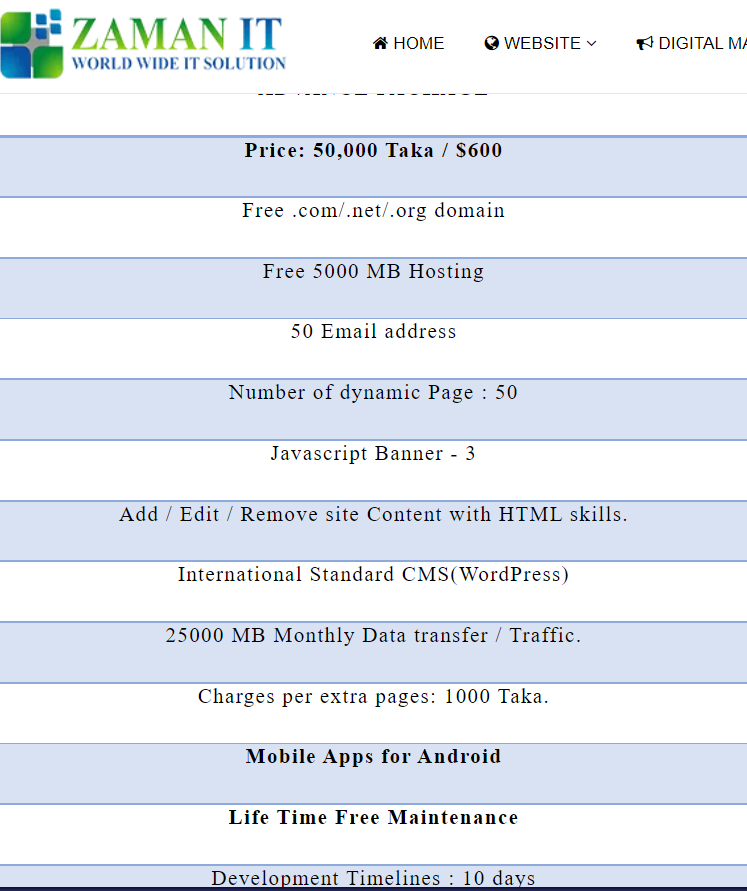 ZAMAN IT
WORLD WIDE IT SOLUTION
HOME
WEBSITE
DIGITAL
Price: 50,000 Taka / $600
Free .com/.net/.org domain
Free 5000 MB Hosting
50 Email address
Number of dynamic Page : 50
Javascript Banner - 3
Add / Edit / Remove site Content with HTML skills.
International Standard CMS(WordPress)
25000 MB Monthly Data transfer / Traffic.
Charges per extra pages: 1000 Taka.
Mobile Apps for Android
Life Time Free Maintenance
Development Timelines : 10 days